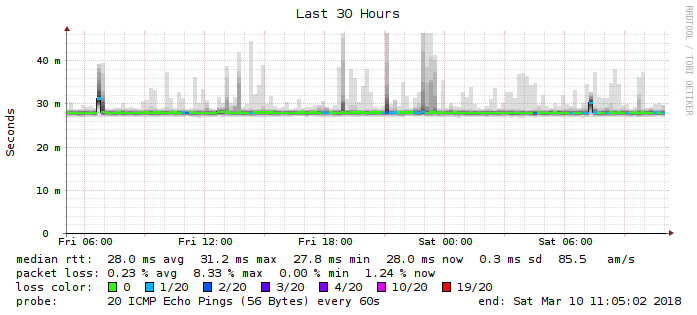 Last 30 Hours
RRDTOOL / TOBI OETIKER
Seconds
40 m
30 m
20 m
10 m
0
Fri 06:00 Fri 12:00 Fri 18:00 Sat 00:00 Sat 06:00
median rtt: 28.0 ms avg 31.2 ms max 27.8 ms min 28.0 ms now 0.3 ms sd 85.5 am/s
packet loss: 0.23 % avg 8.33 % max 0.00 % min 1.24 % now
loss color: 0 1/20 2/20 3/20 4/20 10/20 19/20
probe: 20 ICMP Echo Pings (56 Bytes) every 60s end: Sat Mar 10 11:05:02 2018